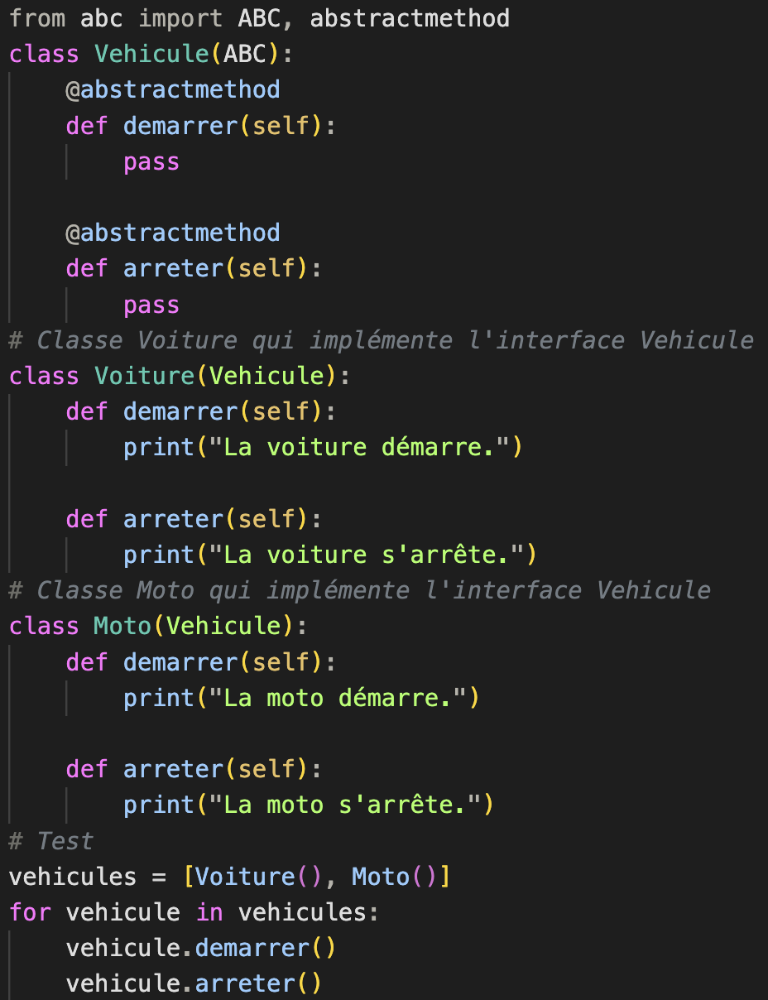 from abc import ABC, abstractmethod
class Vehicule(ABC):
    @abstractmethod
    def demarrer(self):
        pass

    @abstractmethod
    def arreter(self):
        pass
# Classe Voiture qui implémente l'interface Vehicule
class Voiture(Vehicule):
    def demarrer(self):
        print("La voiture démarre.")

    def arreter(self):
        print("La voiture s'arrête.")
# Classe Moto qui implémente l'interface Vehicule
class Moto(Vehicule):
    def demarrer(self):
        print("La moto démarre.")

    def arreter(self):
        print("La moto s'arrête.")
# Test
vehicules = [Voiture(), Moto()]
for vehicule in vehicules:
    vehicule.demarrer()
    vehicule.arreter()